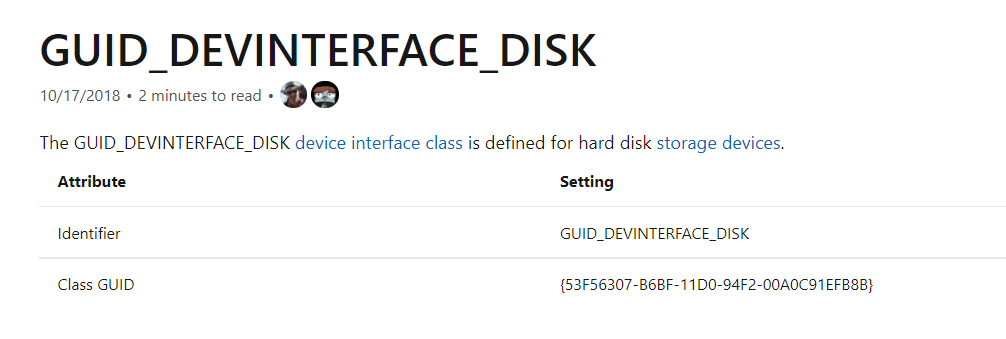 GUID_DEVINTERFACE_DISK
10/17/2018 • 2 minutes to read •
The GUID_DEVINTERFACE_DISK device interface class is defined for hard disk storage devices.
Attribute Setting
Identifier GUID_DEVINTERFACE_DISK
Class GUID {53F56307-B6BF-11D0-94F2-00A0C91EFB8B}